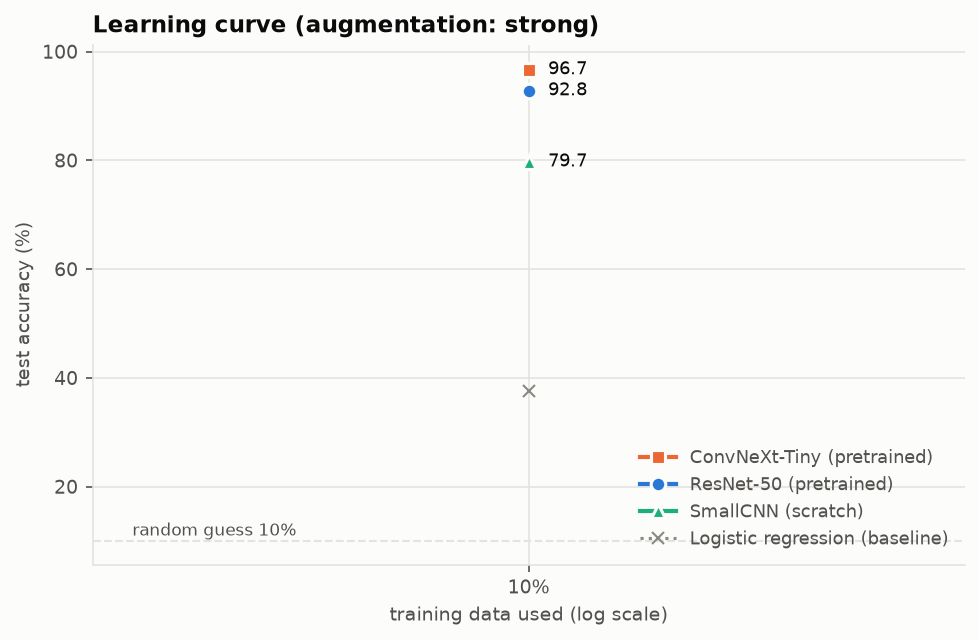 Learning curve (augmentation: strong)
100
80
60
40
20
test accuracy (%)
96.7
92.8
79.7
random guess 10%
ConvNeXt-Tiny (pretrained)
ResNet-50 (pretrained)
SmallCNN (scratch)
Logistic regression (baseline)
10%
training data used (log scale)